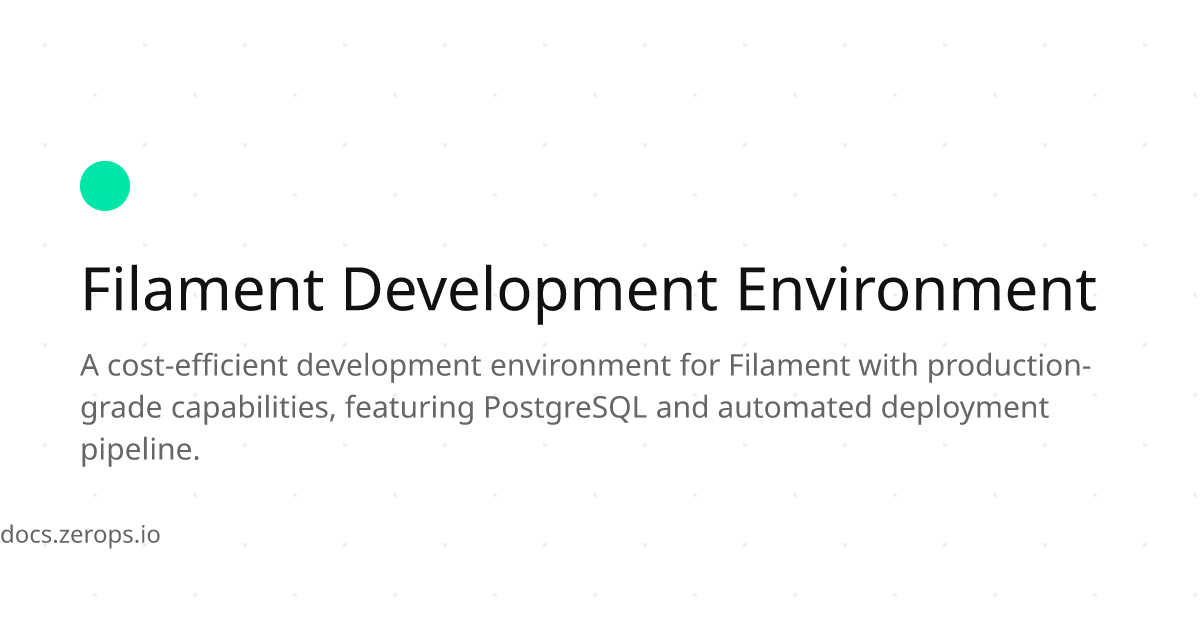 Filament Development Environment
A cost-efficient development environment for Filament with production-
grade capabilities, featuring PostgreSQL and automated deployment
pipeline.
docs.zerops.io